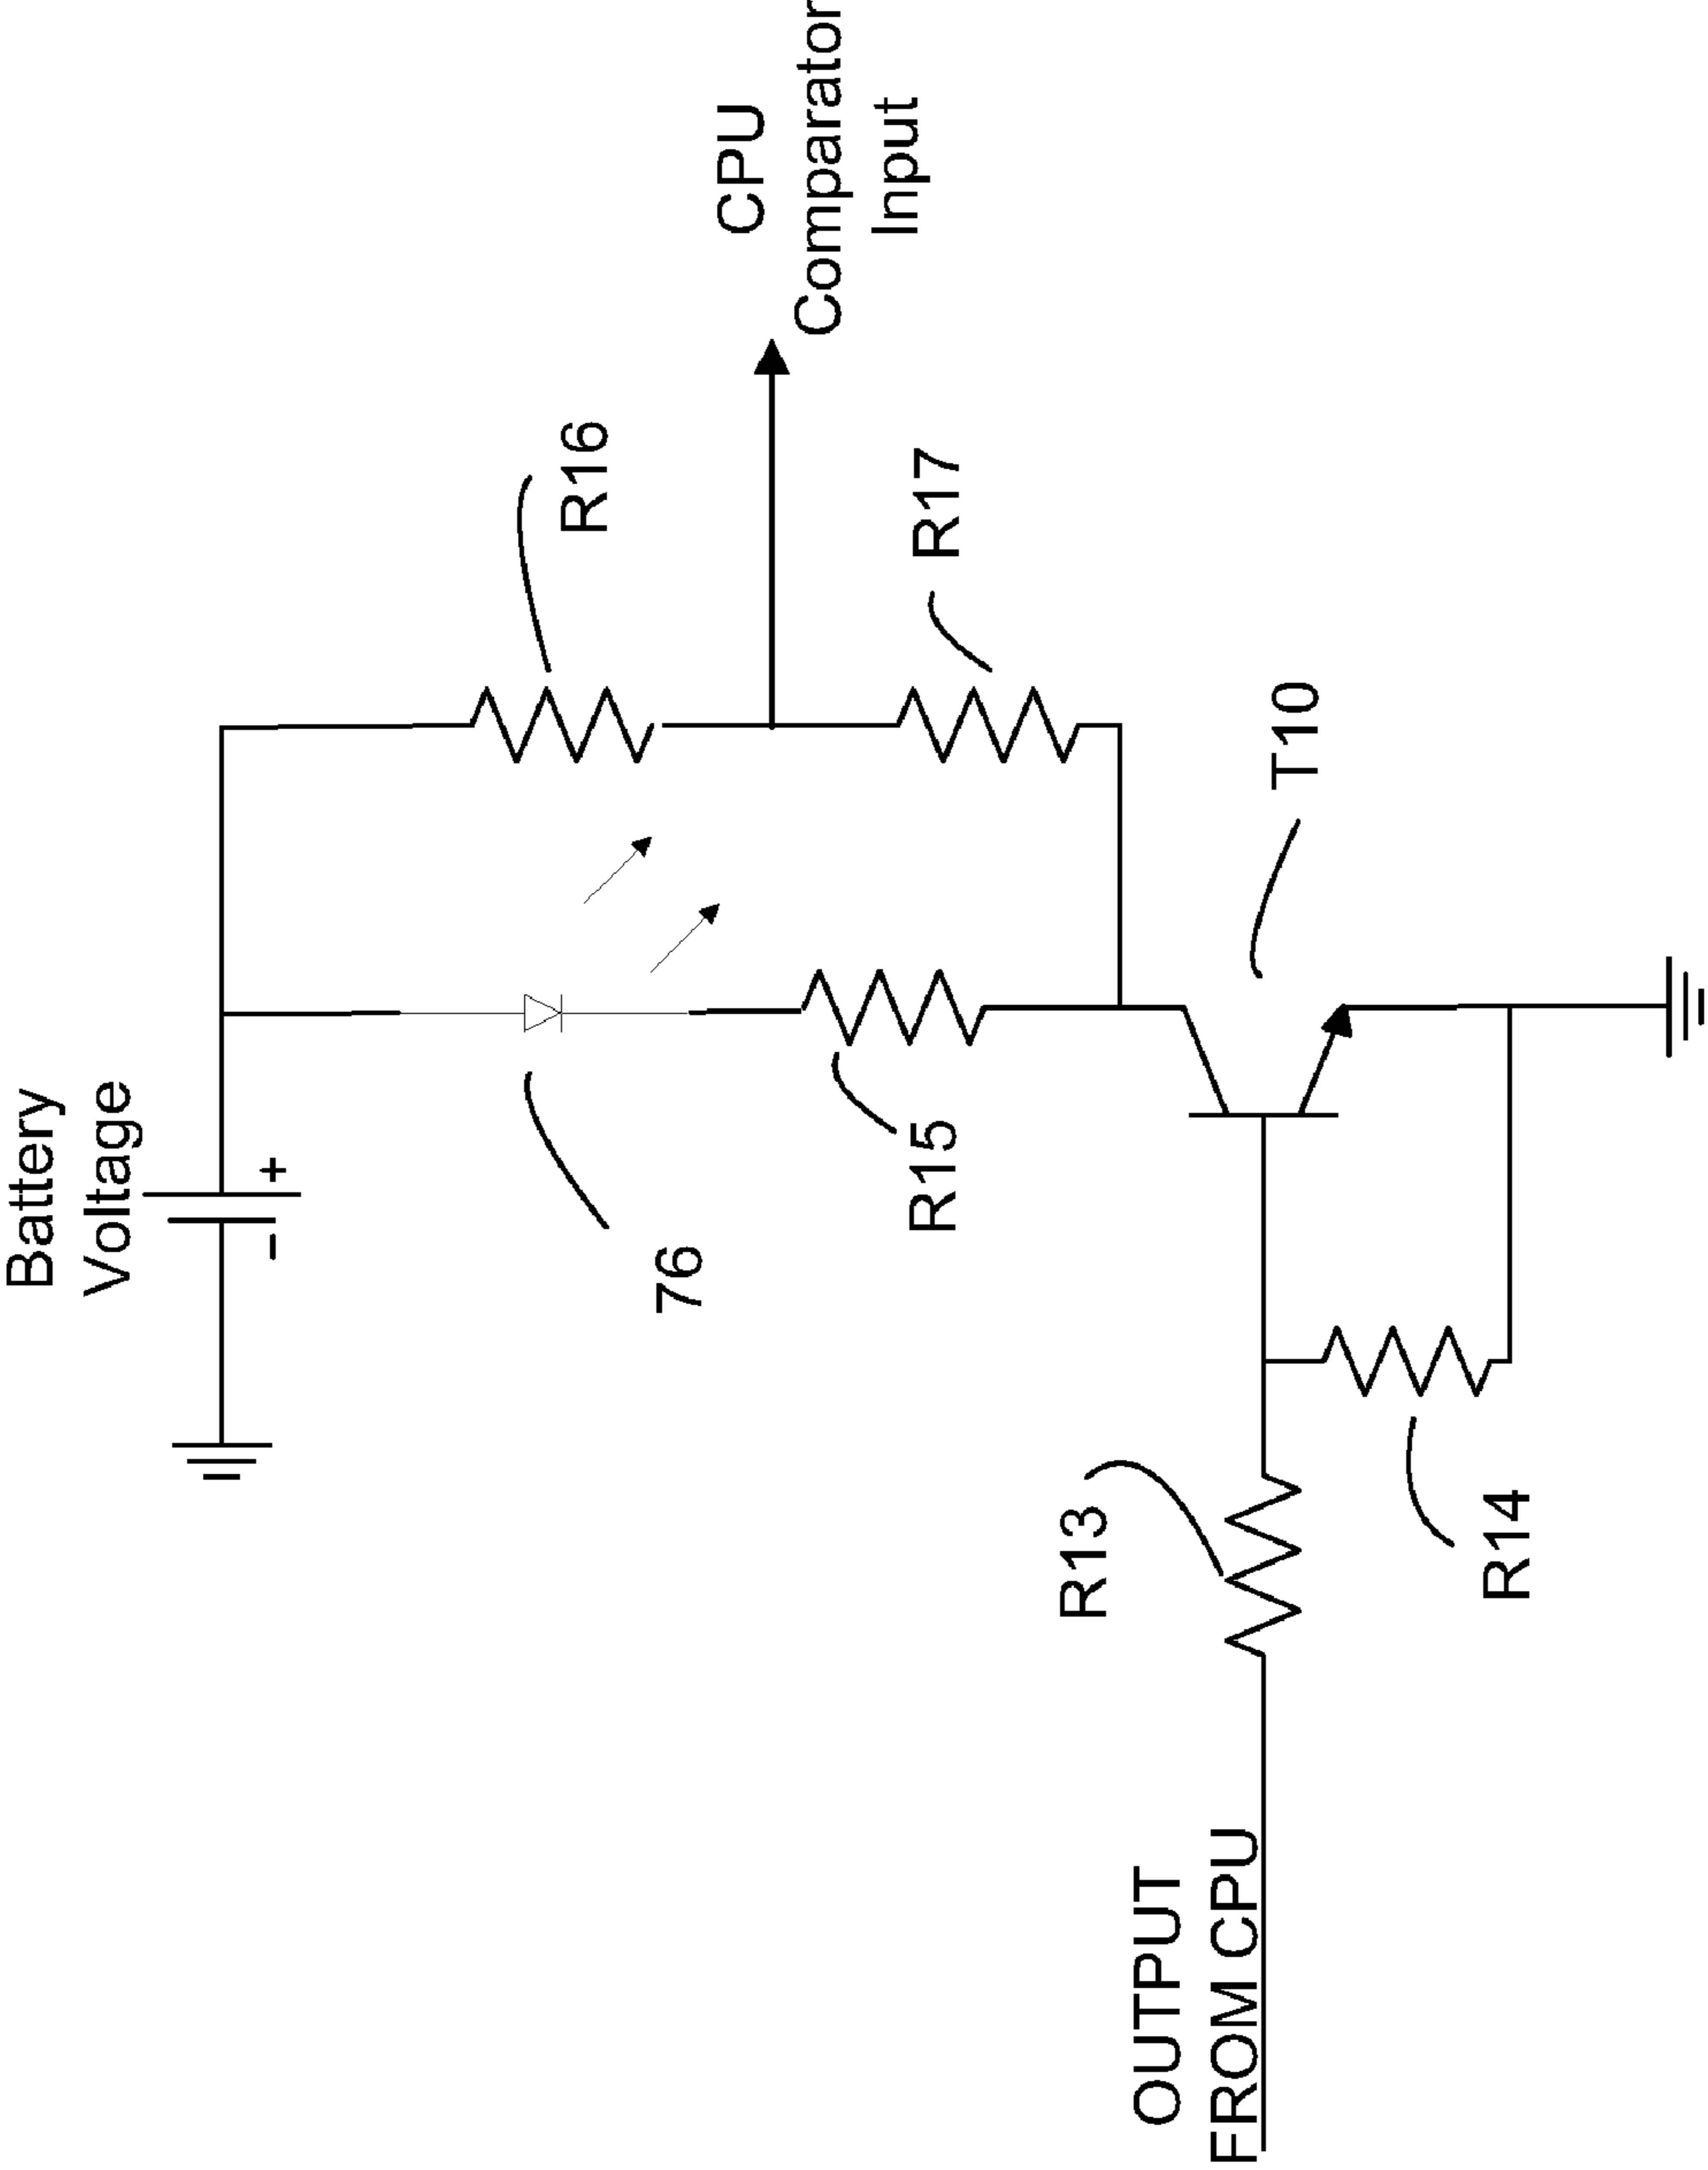 Battery
Voltage
+
–
CPU
Comparator
Input
R16
R17
76
R15
T10
R13
R14
OUTPUT
FROM CPU